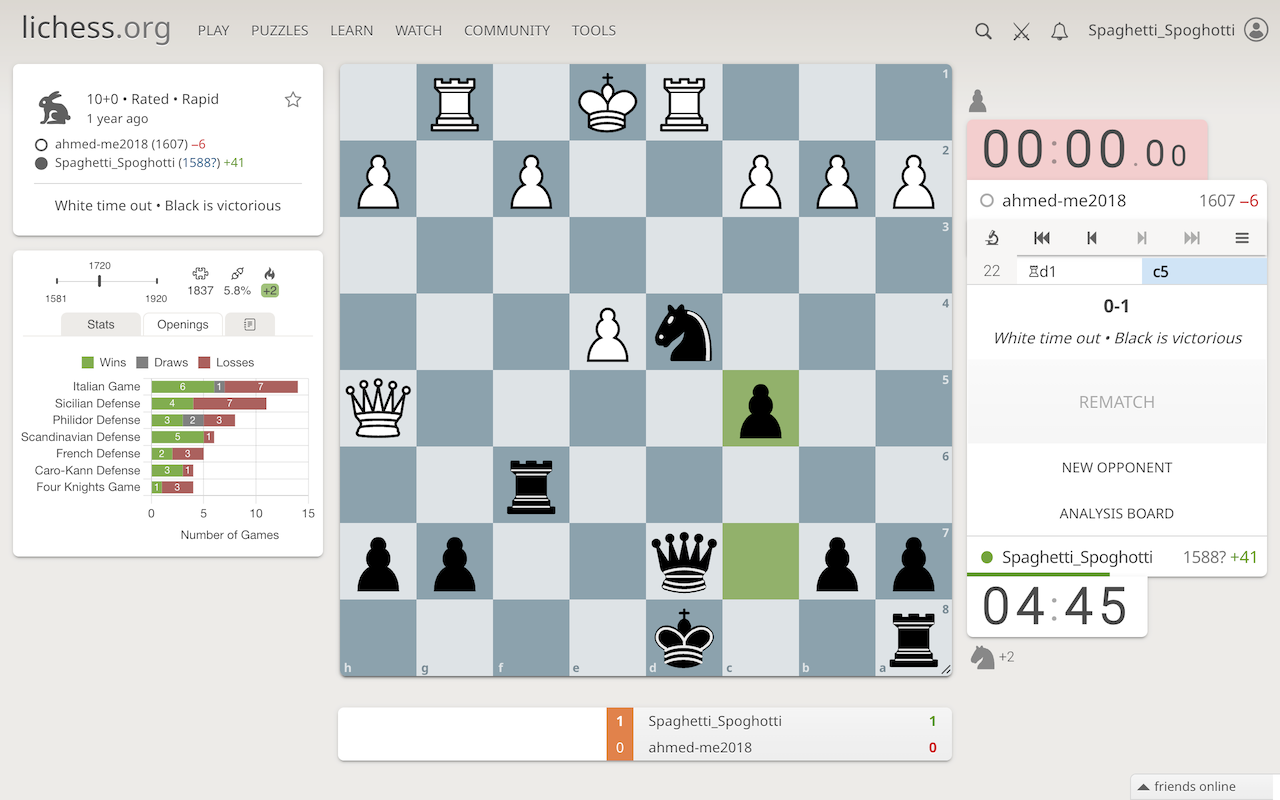 lichess.org PLAY PUZZLES LEARN WATCH COMMUNITY TOOLS Spaghetti_Spoghotti
10+0 • Rated • Rapid
1 year ago
ahmed-me2018 (1607) −6
Spaghetti_Spoghotti (1588?) +41
White time out • Black is victorious
1720
1581 1920
1837 5.8% +2
Stats Openings
Wins Draws Losses
Italian Game 6 1 7
Sicilian Defense 4 7
Philidor Defense 3 2 3
Scandinavian Defense 5 1
French Defense 2 3
Caro-Kann Defense 3 1
Four Knights Game 1 3
0 5 10 15
Number of Games
1
2
3
4
5
6
7
8
h g f e d c b a
1 Spaghetti_Spoghotti 1
0 ahmed-me2018 0
00:00.00
ahmed-me2018 1607 −6
22 ♖d1 c5
0-1
White time out • Black is victorious
REMATCH
NEW OPPONENT
ANALYSIS BOARD
Spaghetti_Spoghotti 1588? +41
04:45
+2
friends online